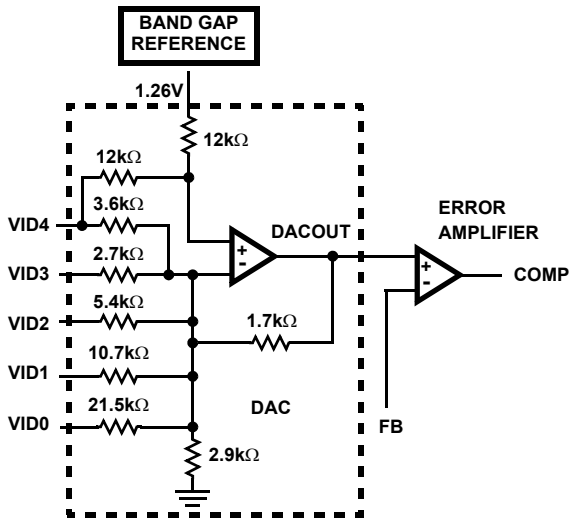 BAND GAP
REFERENCE
1.26V
12kΩ
12kΩ
3.6kΩ
VID4
DACOUT
ERROR
AMPLIFIER
+
-
+
-
COMP
2.7kΩ
VID3
5.4kΩ
VID2
1.7kΩ
10.7kΩ
VID1
DAC
21.5kΩ
VID0
FB
2.9kΩ